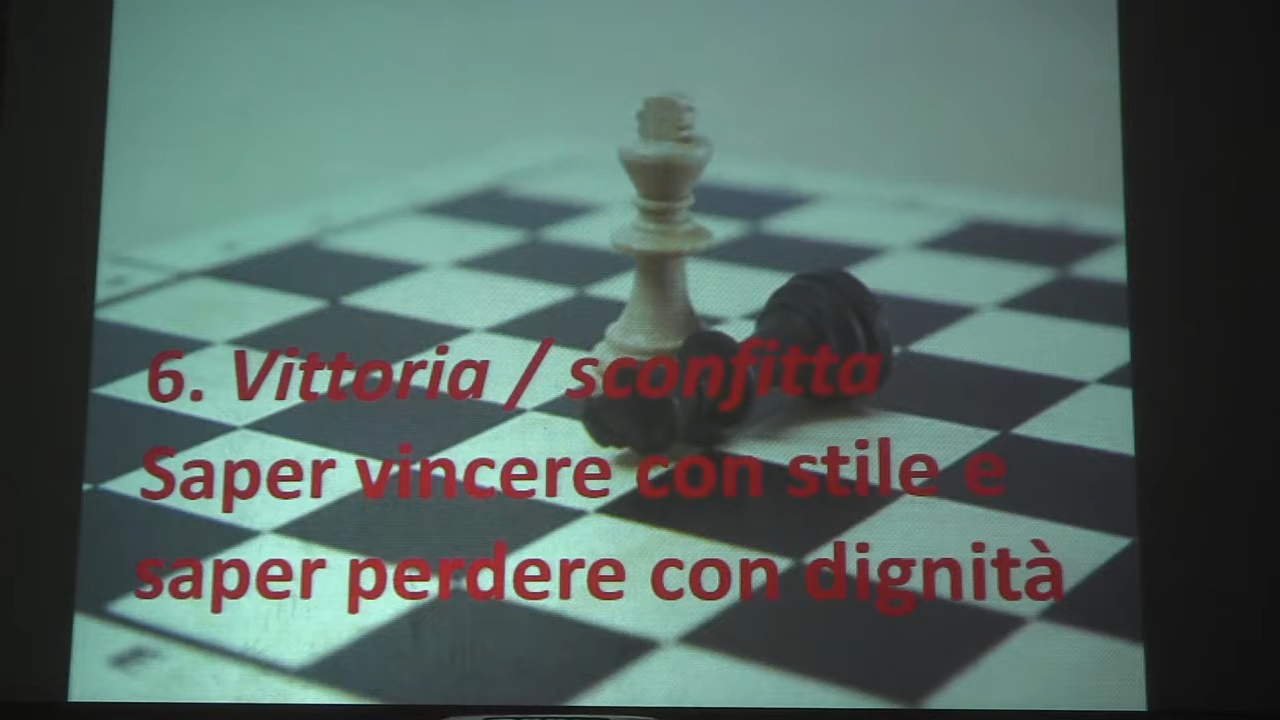 6. Vittoria / sconfitta
Saper vincere con stile e
saper perdere con dignità